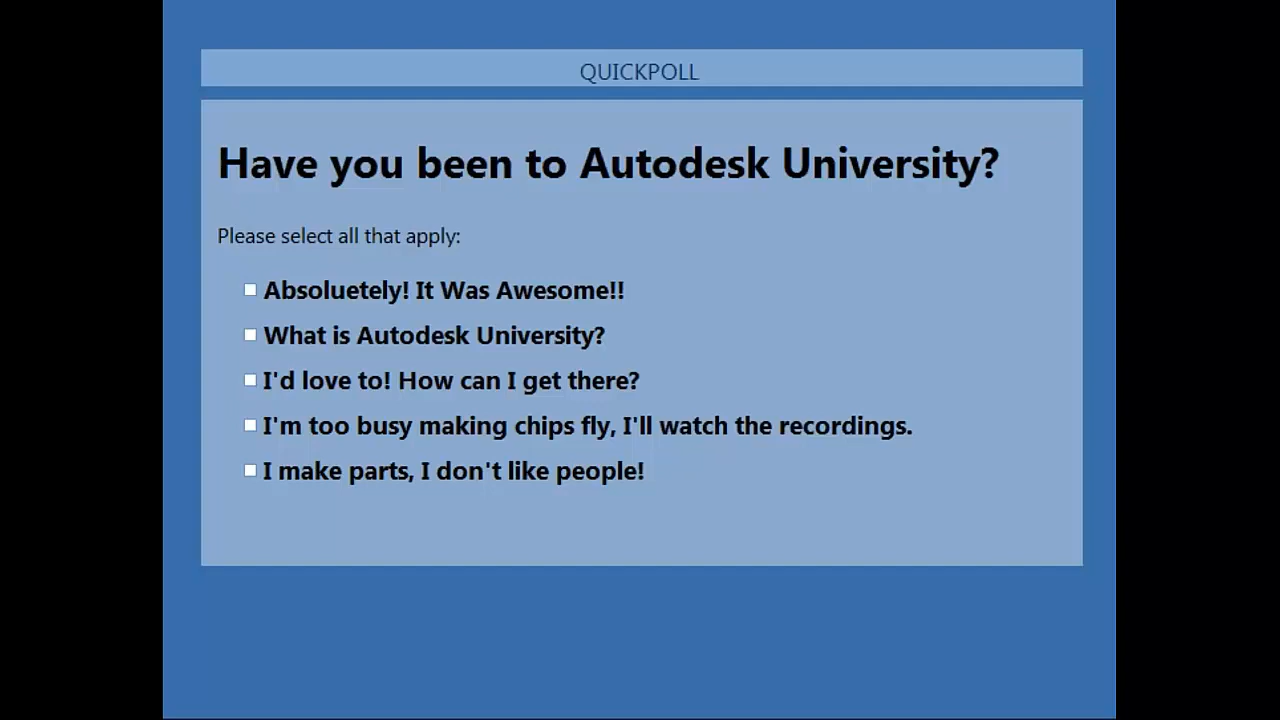 QUICKPOLL
Have you been to Autodesk University?
Please select all that apply:
Absoluetely! It Was Awesome!!
What is Autodesk University?
I'd love to! How can I get there?
I'm too busy making chips fly, I'll watch the recordings.
I make parts, I don't like people!